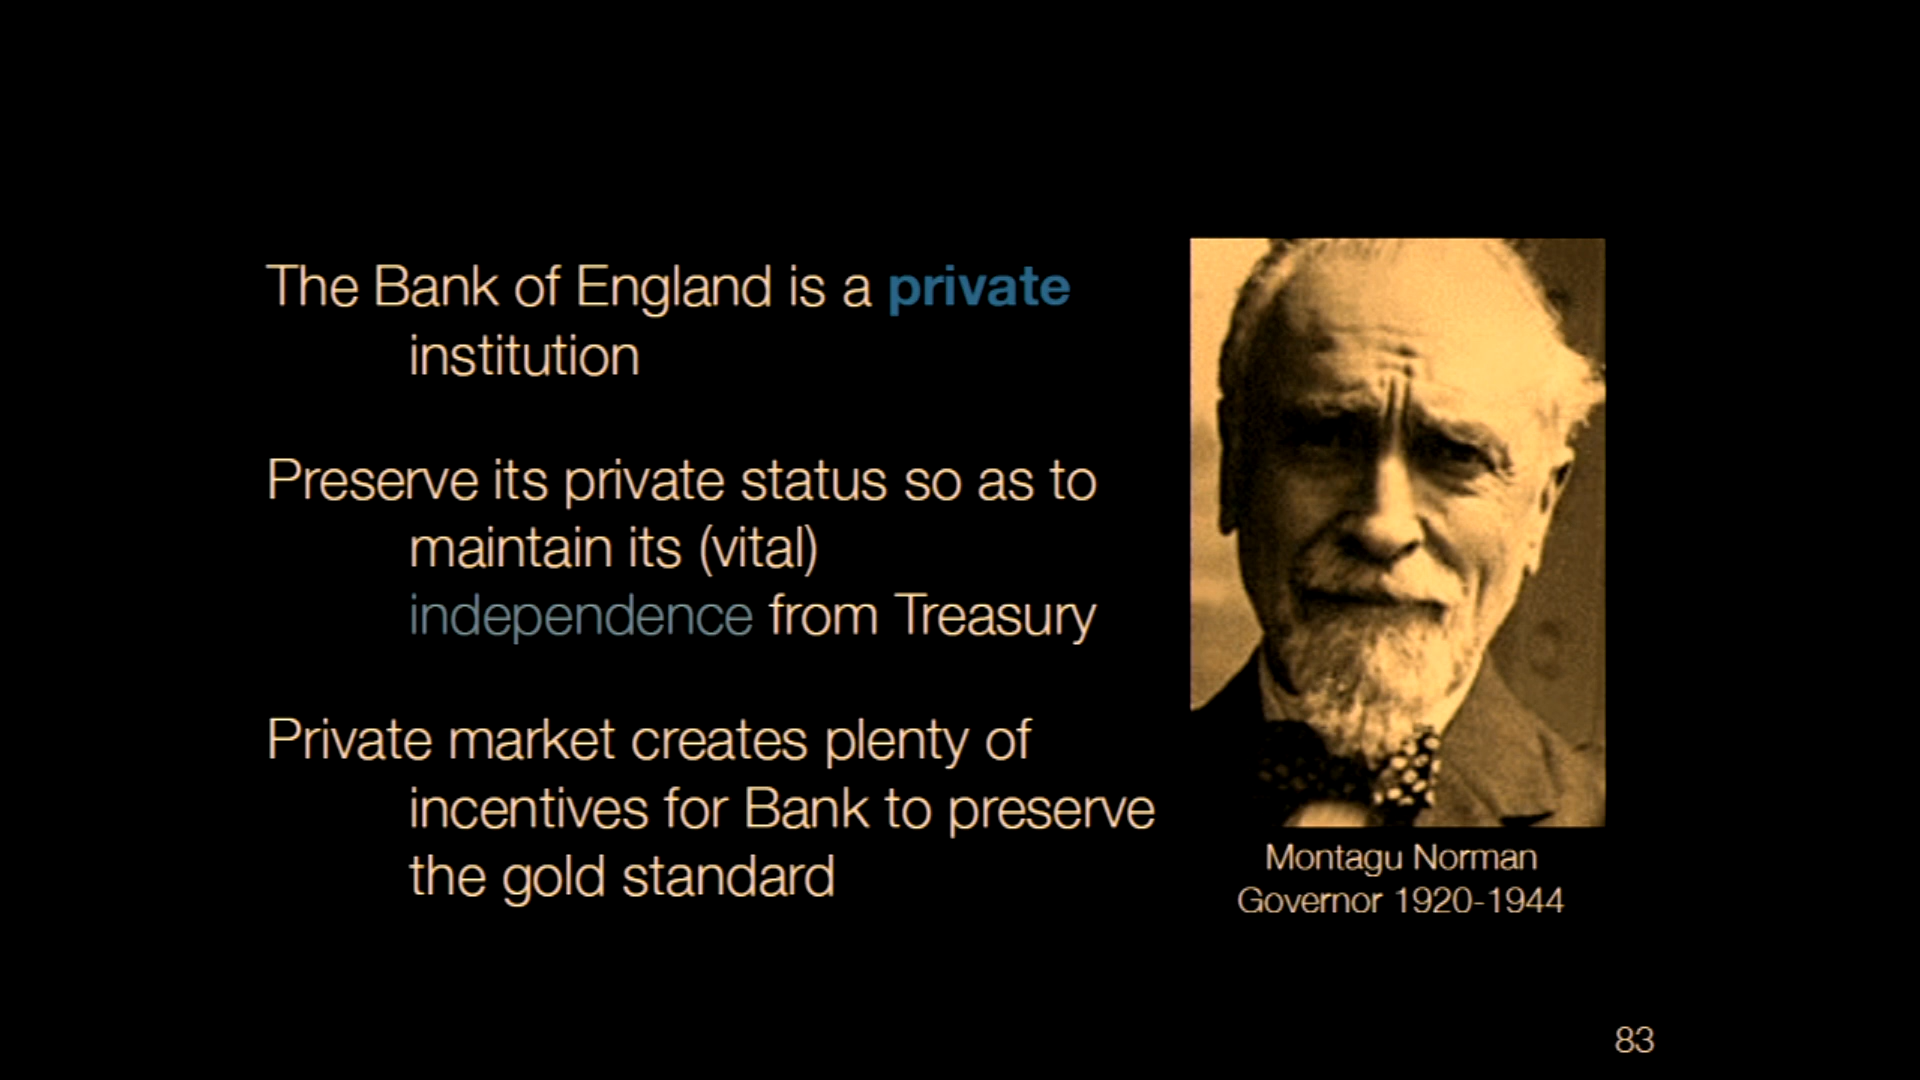 The Bank of England is a private
institution
Preserve its private status so as to
maintain its (vital)
independence from Treasury
Private market creates plenty of
incentives for Bank to preserve
the gold standard
Montagu Norman
Governor 1920-1944
83